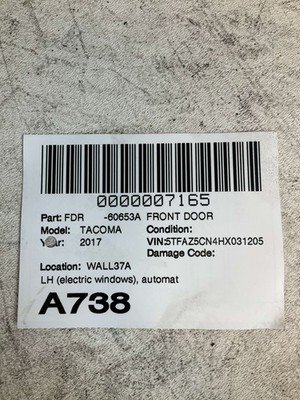 0000007165
Part: FDR -60653A FRONT DOOR
Model: TACOMA Condition:
Year: 2017 VIN:5TFAZ5CN4HX031205
Damage Code:
Location: WALL37A
LH (electric windows), automat
A738